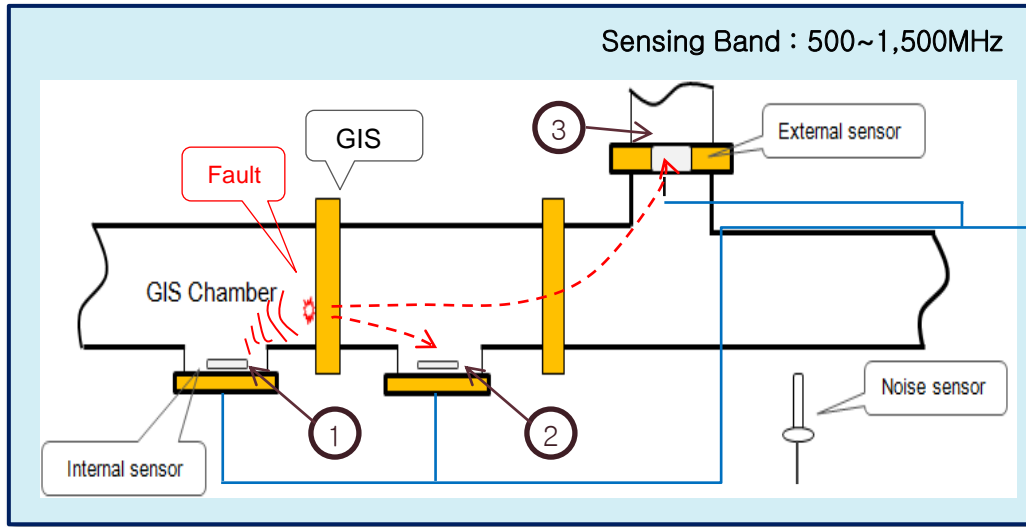 Sensing Band : 500~1,500MHz
3
External sensor
GIS
Fault
GIS Chamber
Noise sensor
1
2
Internal sensor